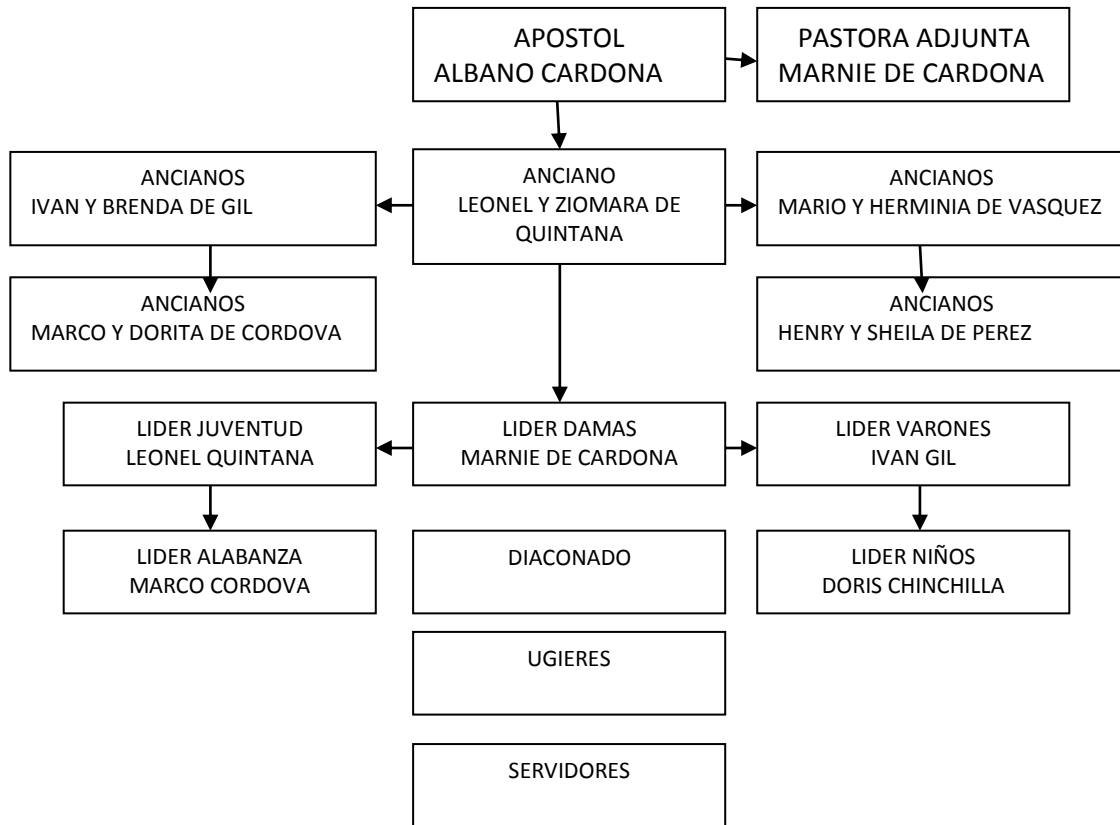 APOSTOL
ALBANO CARDONA
PASTORA ADJUNTA
MARNIE DE CARDONA
ANCIANOS
IVAN Y BRENDA DE GIL
ANCIANO
LEONEL Y ZIOMARA DE
QUINTANA
ANCIANOS
MARIO Y HERMINIA DE VASQUEZ
ANCIANOS
MARCO Y DORITA DE CORDOVA
ANCIANOS
HENRY Y SHEILA DE PEREZ
LIDER JUVENTUD
LEONEL QUINTANA
LIDER DAMAS
MARNIE DE CARDONA
LIDER VARONES
IVAN GIL
LIDER ALABANZA
MARCO CORDOVA
DIACONADO
LIDER NIÑOS
DORIS CHINCHILLA
UGIERES
SERVIDORES